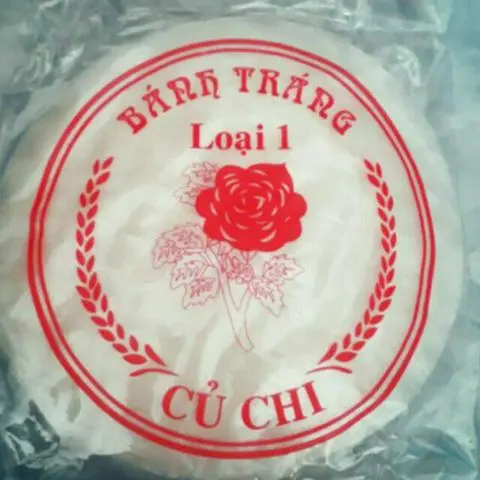 BÁNH TRÁNG
Loại 1
CỦ CHI